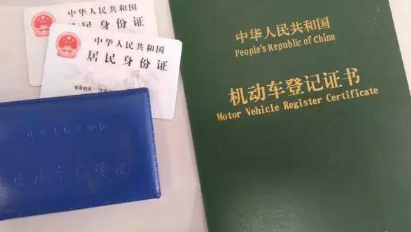 中华人民共和国
居民身份证
中华人民共和国
居民身份证
中华人民共和国
People's Republic of China
机动车登记证书
Motor Vehicle Register Certificate